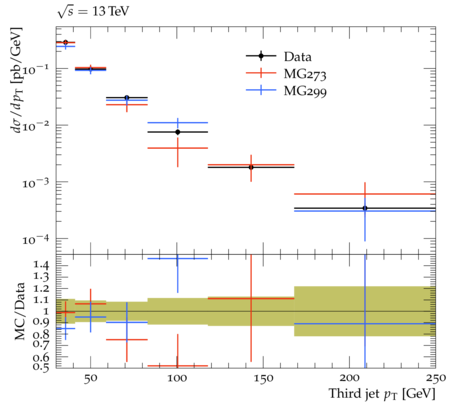 √s = 13 TeV
dσ/dp_T [pb/GeV]
10⁻¹
10⁻²
10⁻³
10⁻⁴
Data
MG273
MG299
MC/Data
1.4
1.3
1.2
1.1
1
0.9
0.8
0.7
0.6
0.5
50 100 150 200 250
Third jet p_T [GeV]